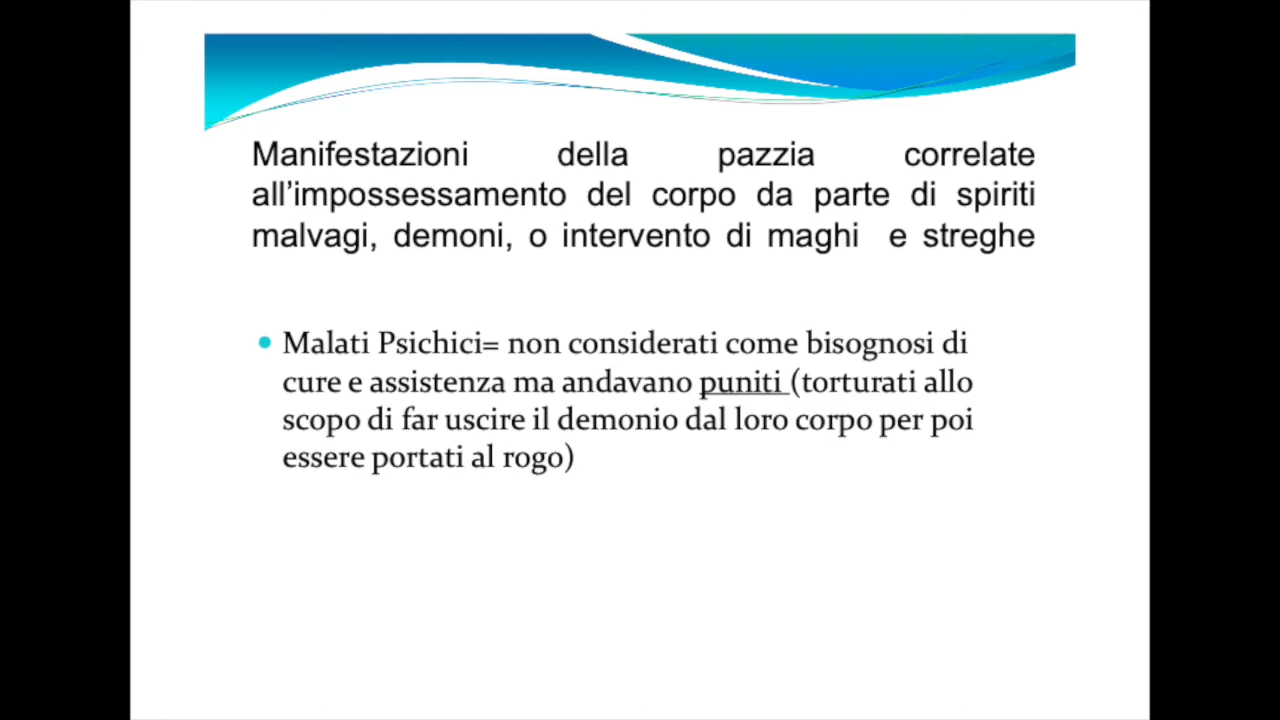 Manifestazioni della pazzia correlate
all’impossessamento del corpo da parte di spiriti
malvagi, demoni, o intervento di maghi e streghe
• Malati Psichici= non considerati come bisognosi di
cure e assistenza ma andavano puniti (torturati allo
scopo di far uscire il demonio dal loro corpo per poi
essere portati al rogo)